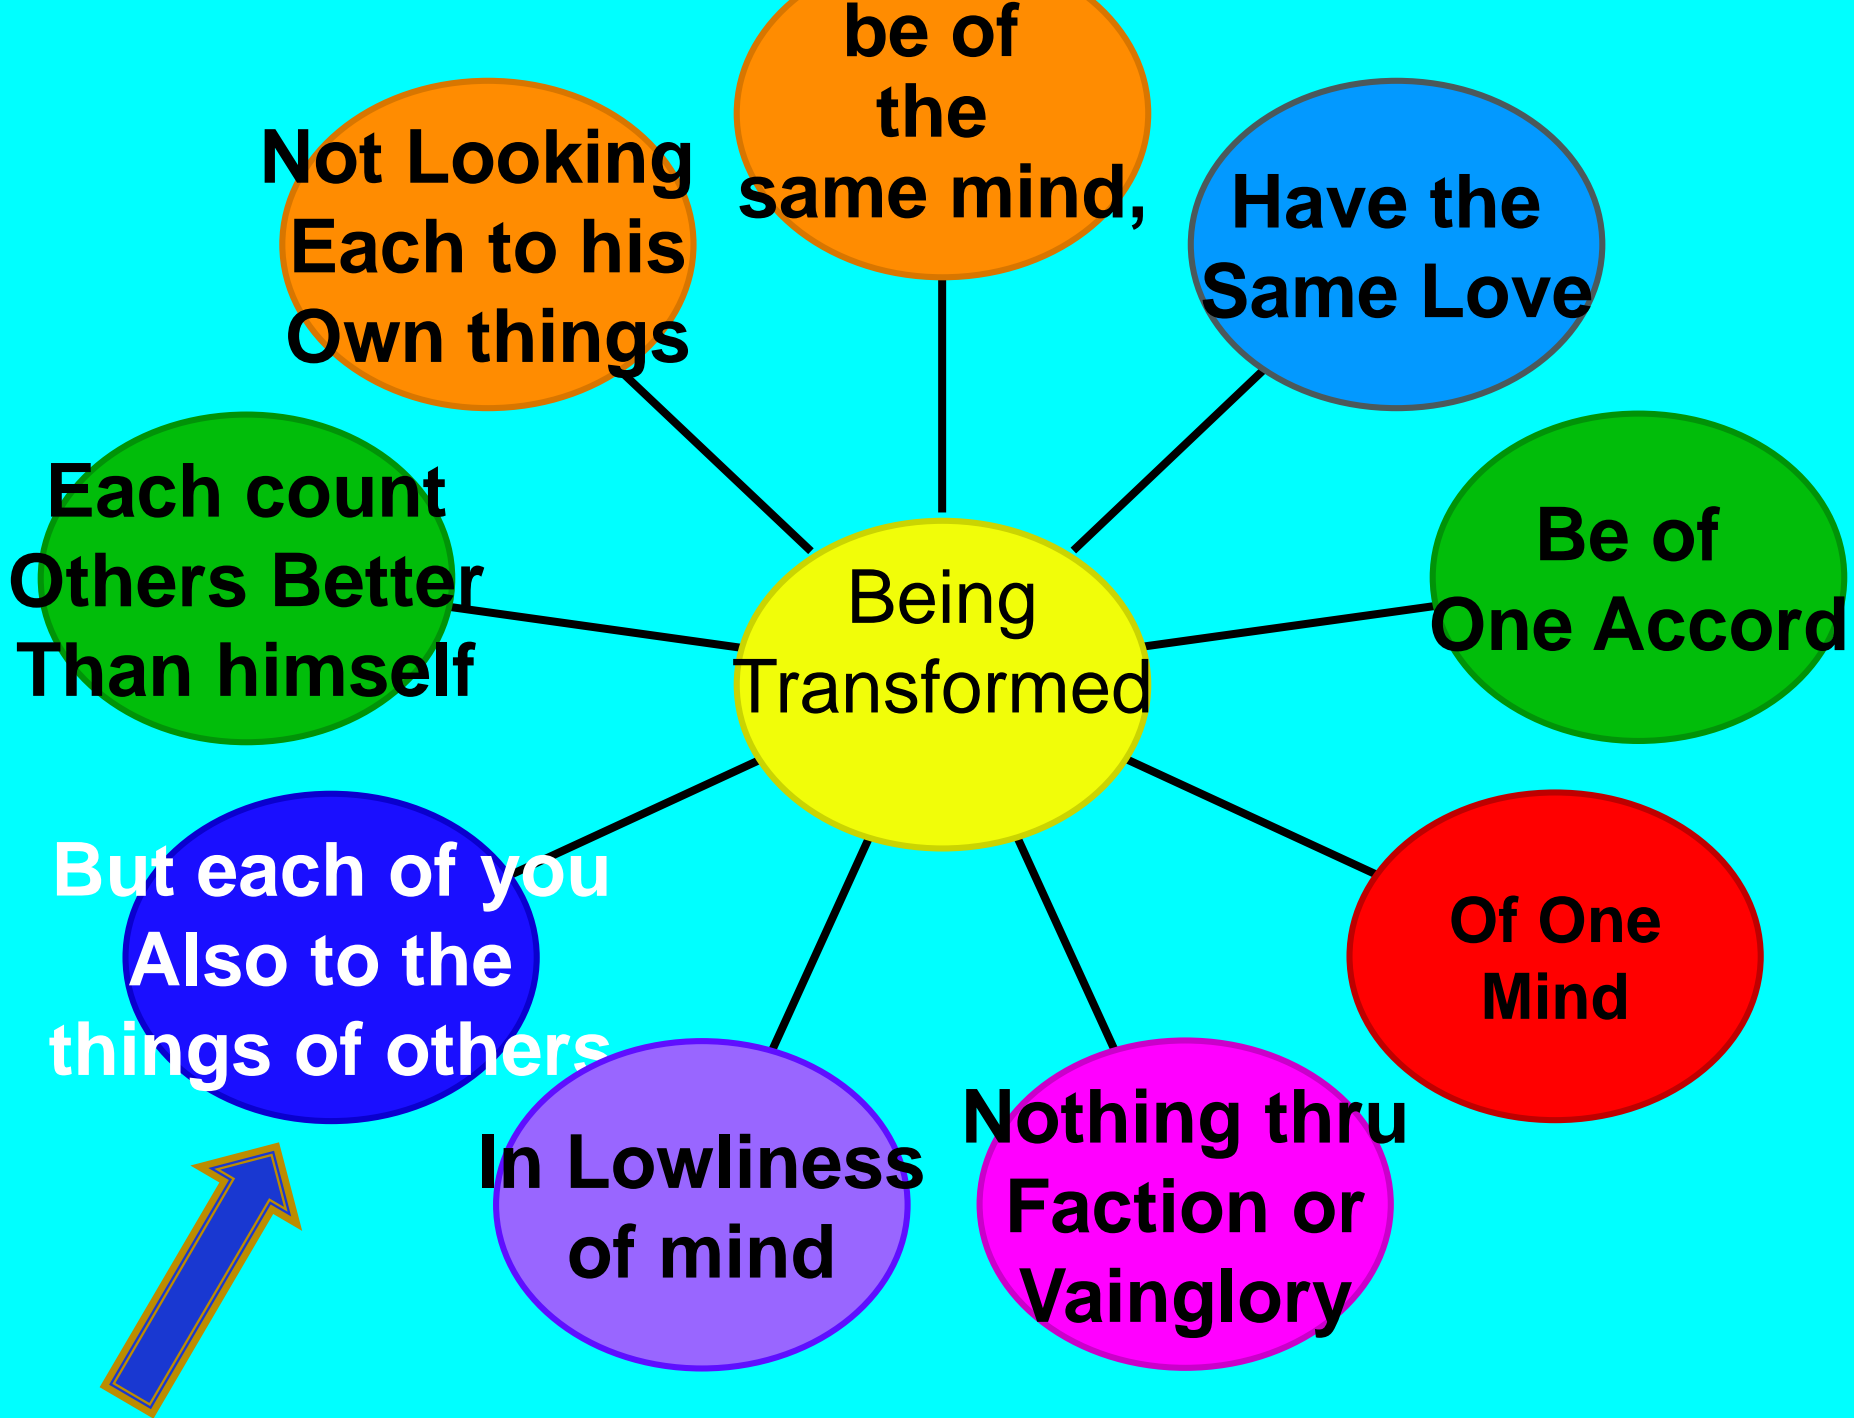 be of
the
same mind,
Have the
Same Love
Be of
One Accord
Of One
Mind
Nothing thru
Faction or
Vainglory
In Lowliness
of mind
But each of you
Also to the
things of others
Each count
Others Better
Than himself
Not Looking
Each to his
Own things
Being
Transformed